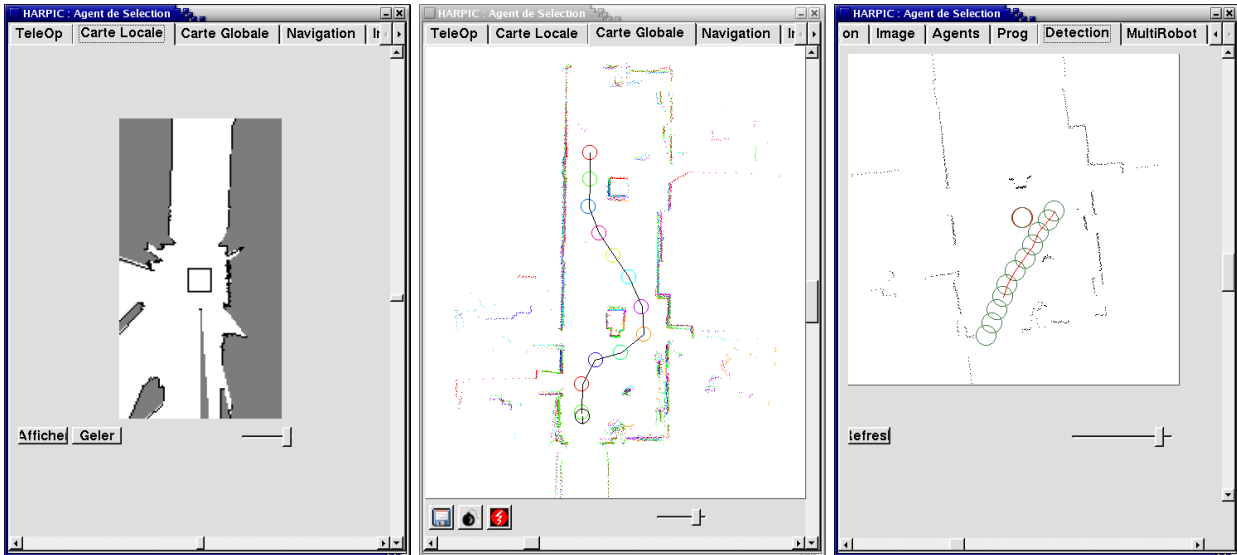 HARPIC : Agent de Selection
TeleOp Carte Locale Carte Globale Navigation
Affiche
Geler
HARPIC : Agent de Selection
TeleOp Carte Locale Carte Globale Navigation
HARPIC : Agent de Selection
on Image Agents Prog Detection MultiRobot
Refres